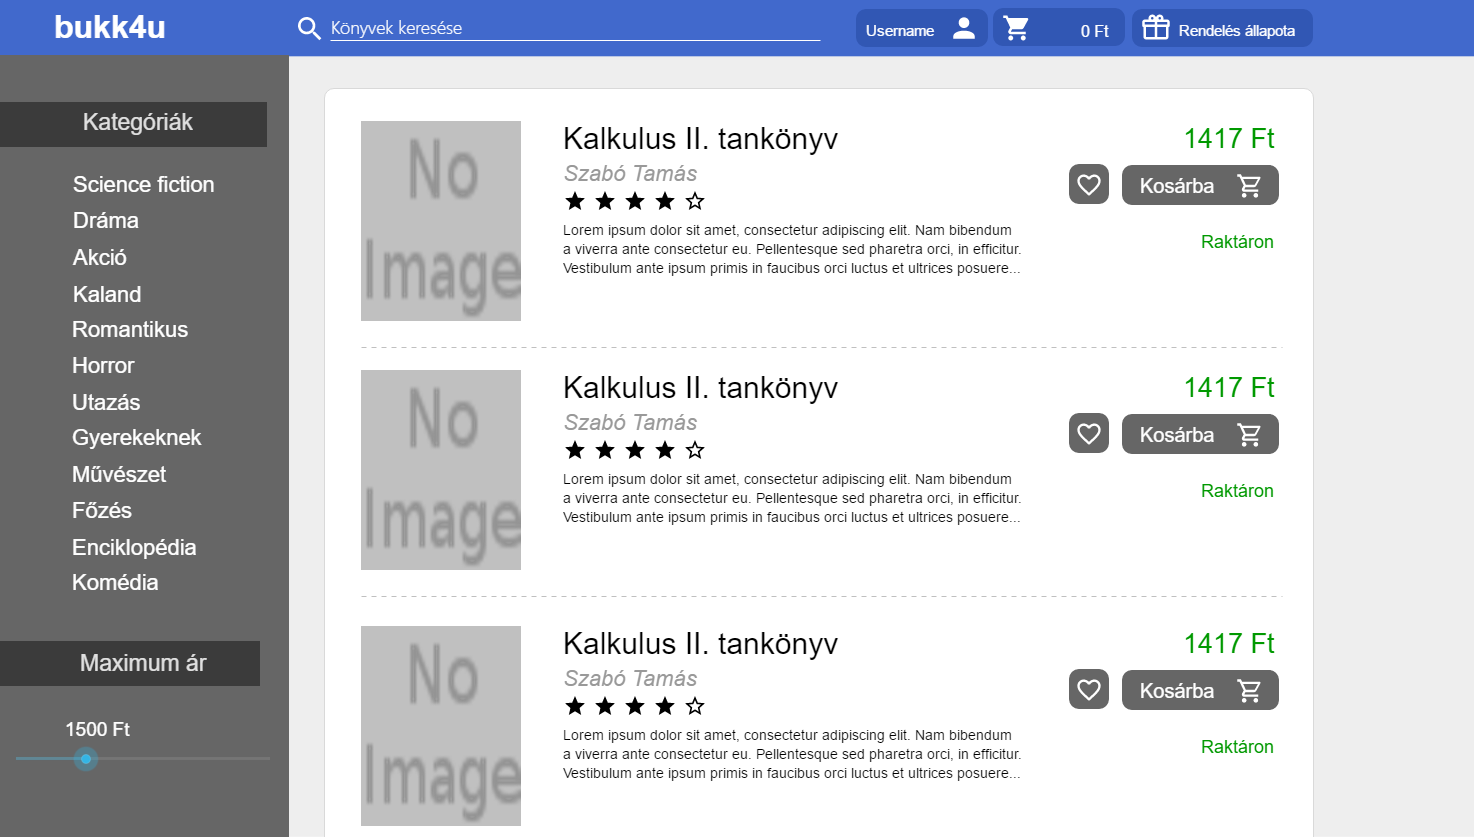 bukk4u
Könyvek keresése
Username
0 Ft
Rendelés állapota
Kategóriák
Science fiction
Dráma
Akció
Kaland
Romantikus
Horror
Utazás
Gyerekeknek
Művészet
Főzés
Enciklopédia
Komédia
Maximum ár
1500 Ft
No
Image
Kalkulus II. tankönyv
Szabó Tamás
Lorem ipsum dolor sit amet, consectetur adipiscing elit. Nam bibendum
a viverra ante consectetur eu. Pellentesque sed pharetra orci, in efficitur.
Vestibulum ante ipsum primis in faucibus orci luctus et ultrices posuere...
1417 Ft
Kosárba
Raktáron
No
Image
Kalkulus II. tankönyv
Szabó Tamás
Lorem ipsum dolor sit amet, consectetur adipiscing elit. Nam bibendum
a viverra ante consectetur eu. Pellentesque sed pharetra orci, in efficitur.
Vestibulum ante ipsum primis in faucibus orci luctus et ultrices posuere...
1417 Ft
Kosárba
Raktáron
No
Image
Kalkulus II. tankönyv
Szabó Tamás
Lorem ipsum dolor sit amet, consectetur adipiscing elit. Nam bibendum
a viverra ante consectetur eu. Pellentesque sed pharetra orci, in efficitur.
Vestibulum ante ipsum primis in faucibus orci luctus et ultrices posuere...
1417 Ft
Kosárba
Raktáron